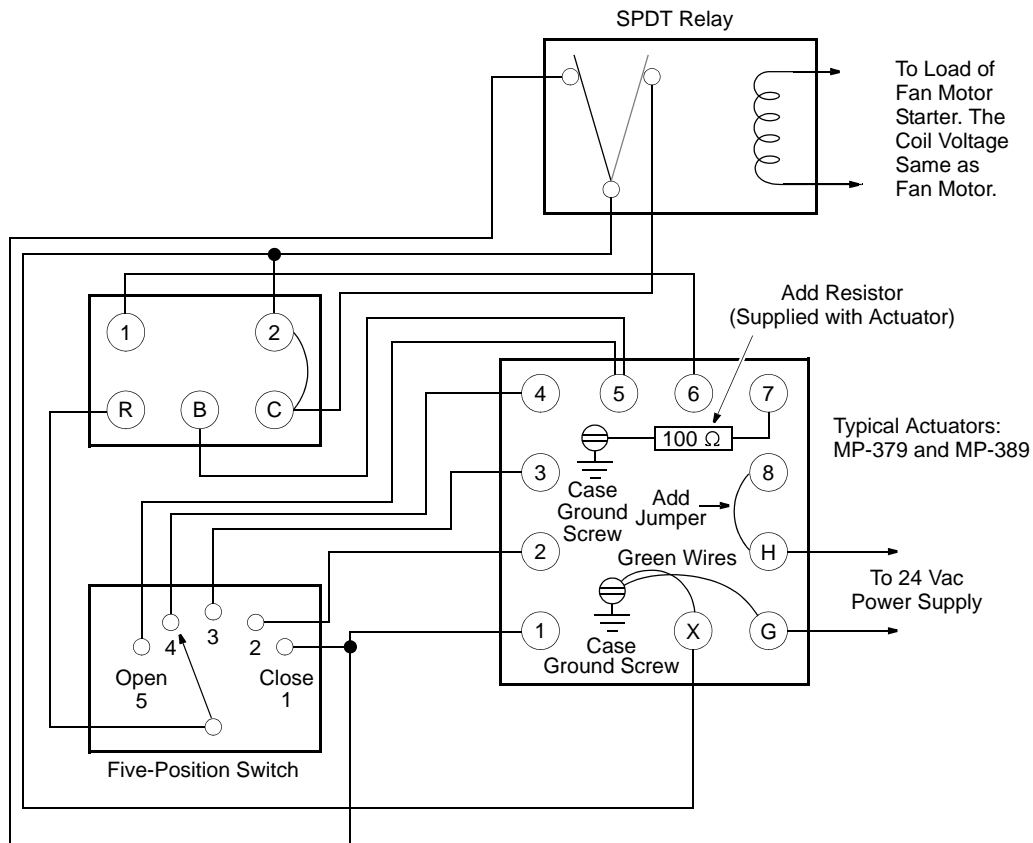 SPDT Relay
To Load of
Fan Motor
Starter. The
Coil Voltage
Same as
Fan Motor.
1
2
R
B
C
Add Resistor
(Supplied with Actuator)
4
5
6
7
100 Ω
Typical Actuators:
MP-379 and MP-389
3
Case
Ground
Screw
Add
Jumper
8
2
Green Wires
H
To 24 Vac
Power Supply
1
Case
Ground Screw
X
G
4
3
2
Open
5
Close
1
Five-Position Switch